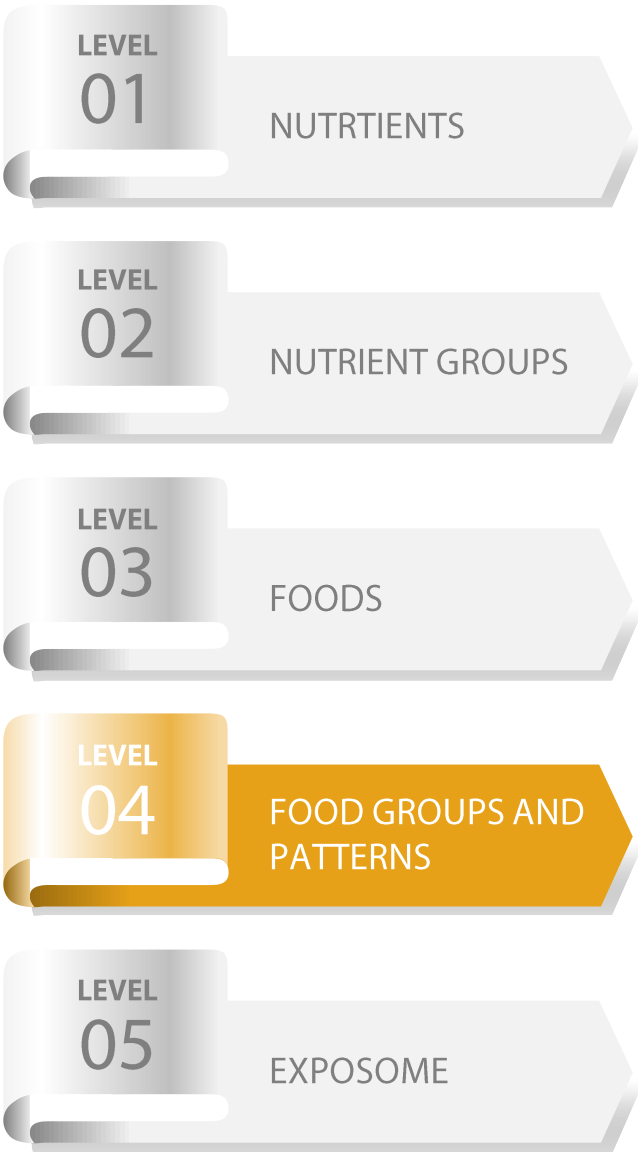 LEVEL
01
NUTRTIENTS
LEVEL
02
NUTRIENT GROUPS
LEVEL
03
FOODS
LEVEL
04
FOOD GROUPS AND
PATTERNS
LEVEL
05
EXPOSOME